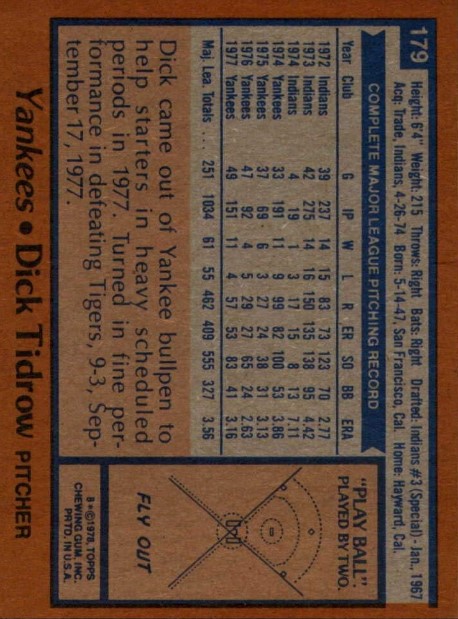 179
Height: 6'4" Weight: 215 Throws: Right Bats: Right Drafted: Indians #3 (Special)-Jan., 1967
Acq: Trade, Indians, 4-26-74 Born: 5-14-47, San Francisco, Cal. Home: Hayward, Cal.
COMPLETE MAJOR LEAGUE PITCHING RECORD
Year Club G IP W L R ER SO BB ERA
1972 Indians 39 237 14 15 83 73 123 70 2.77
1973 Indians 42 275 14 16 150 135 138 95 4.42
1974 Indians 4 19 1 3 17 15 8 13 7.11
1974 Yankees 33 191 11 9 99 82 100 53 3.86
1975 Yankees 37 69 6 3 27 24 38 31 3.13
1976 Yankees 47 92 4 5 29 27 65 24 2.63
1977 Yankees 49 151 11 4 57 53 83 41 3.16
Maj. Lea. Totals . . . 251 1034 61 55 462 409 555 327 3.56
Dick came out of Yankee bullpen to
help starters in heavy scheduled
periods in 1977. Turned in fine per-
formance in defeating Tigers, 9-3, Sep-
tember 17, 1977.
"PLAY BALL"
PLAYED BY TWO.
FLY OUT
8*©1978, TOPPS
CHEWING GUM, INC.
PRTD. IN U.S.A.
Yankees • Dick Tidrow PITCHER